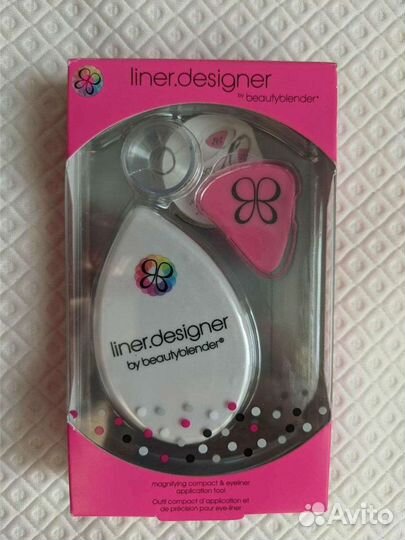 liner.designer
by beautyblender®
liner.designer
by beautyblender®
magnifying compact & eyeliner
application tool
Outil compact d'application et
de précision pour eye-liner
Avito